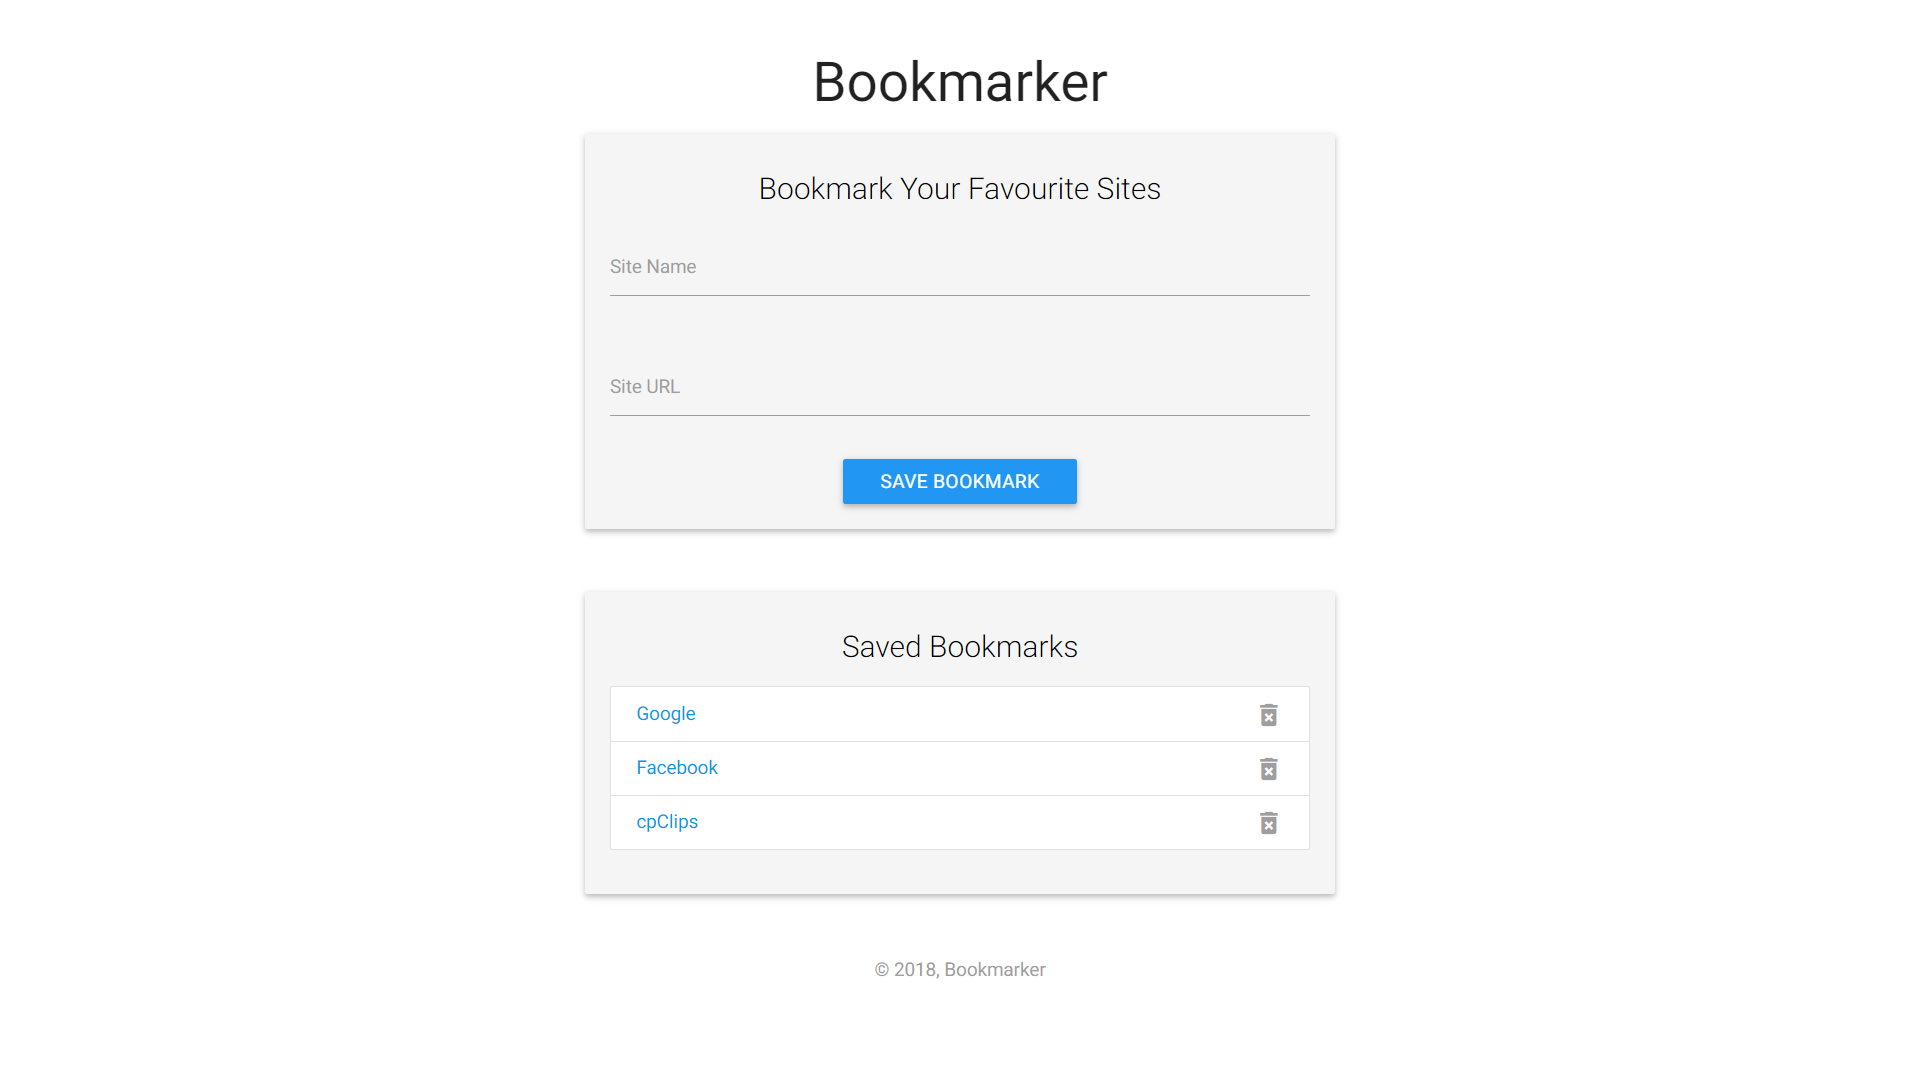 Bookmarker
Bookmark Your Favourite Sites
Site Name
Site URL
SAVE BOOKMARK
Saved Bookmarks
Google
Facebook
cpClips
© 2018, Bookmarker